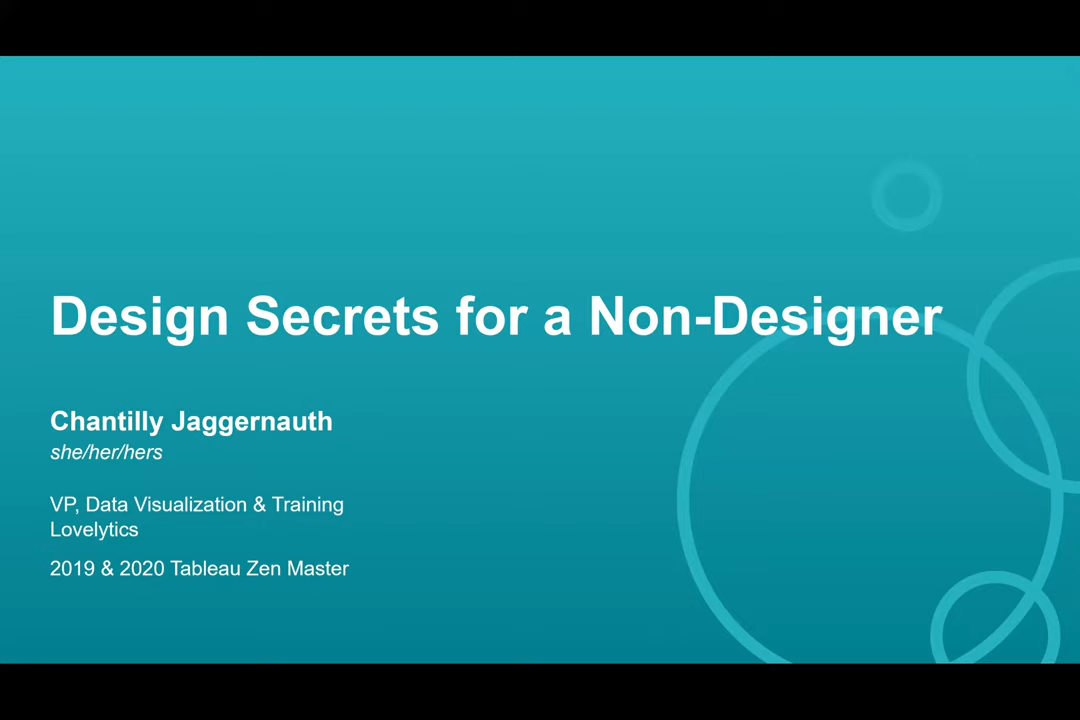 Design Secrets for a Non-Designer
Chantilly Jaggernauth
she/her/hers
VP, Data Visualization & Training
Lovelytics
2019 & 2020 Tableau Zen Master